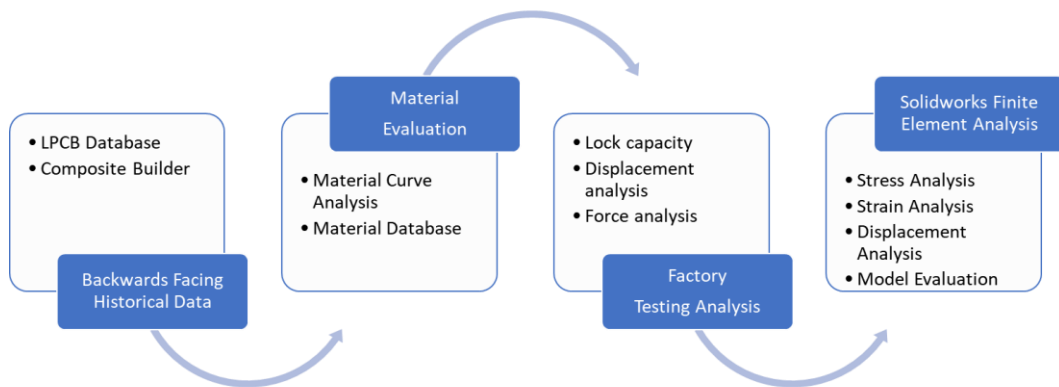 • LPCB Database
• Composite Builder
Backwards Facing
Historical Data
Material
Evaluation
• Material Curve
Analysis
• Material Database
• Lock capacity
• Displacement
analysis
• Force analysis
Factory
Testing Analysis
Solidworks Finite
Element Analysis
• Stress Analysis
• Strain Analysis
• Displacement
Analysis
• Model Evaluation